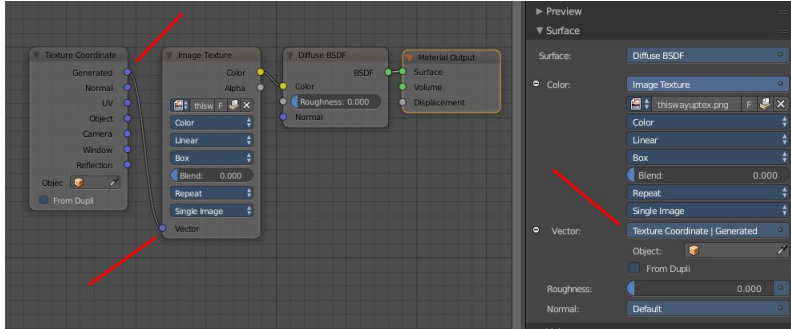 Texture Coordinate
Generated
Normal
UV
Object
Camera
Window
Reflection
Objec
From Dupli
Image Texture
Color
Alpha
thisw F
Color
Linear
Box
Blend: 0.000
Repeat
Single Image
Vector
Diffuse BSDF
BSDF
Color
Roughness: 0.000
Normal
Material Output
Surface
Volume
Displacement
Preview
Surface
Surface: Diffuse BSDF
Color: Image Texture
thiswayuptex.png F
Color
Linear
Box
Blend: 0.000
Repeat
Single Image
Vector: Texture Coordinate | Generated
Object:
From Dupli
Roughness: 0.000
Normal: Default